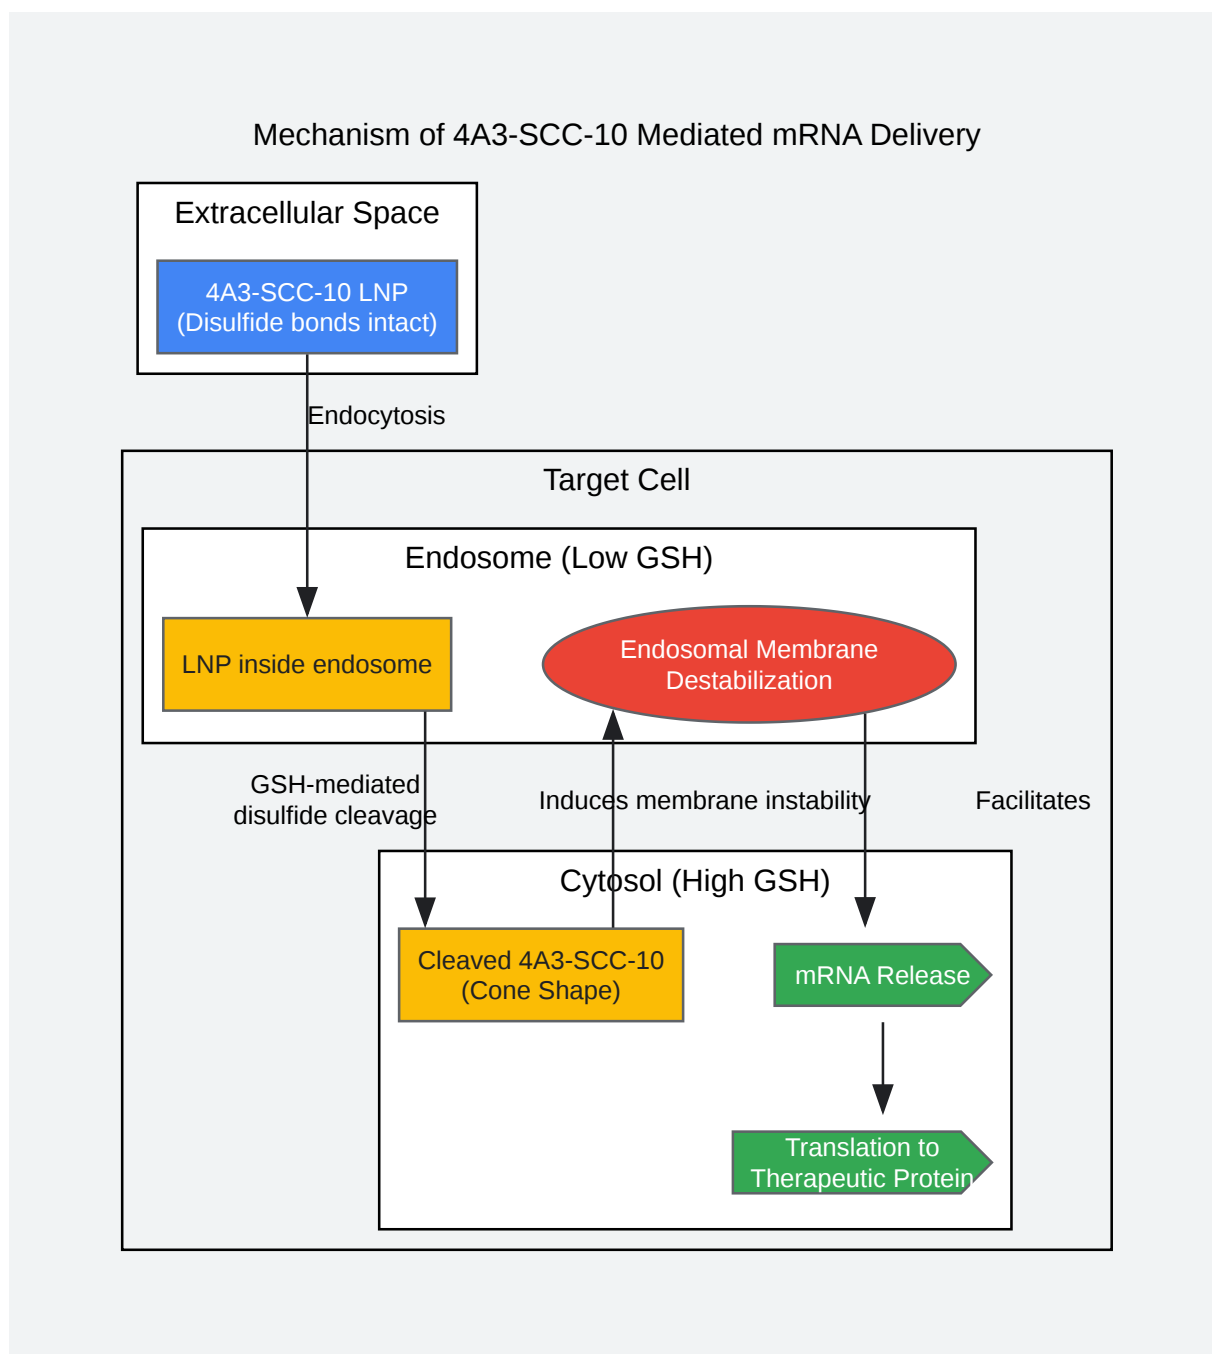 Mechanism of 4A3-SCC-10 Mediated mRNA Delivery
Extracellular Space
4A3-SCC-10 LNP
(Disulfide bonds intact)
Endocytosis
Target Cell
Endosome (Low GSH)
LNP inside endosome
Endosomal Membrane
Destabilization
GSH-mediated
disulfide cleavage
Induces membrane instability
Facilitates
Cytosol (High GSH)
Cleaved 4A3-SCC-10
(Cone Shape)
mRNA Release
Translation to
Therapeutic Protein